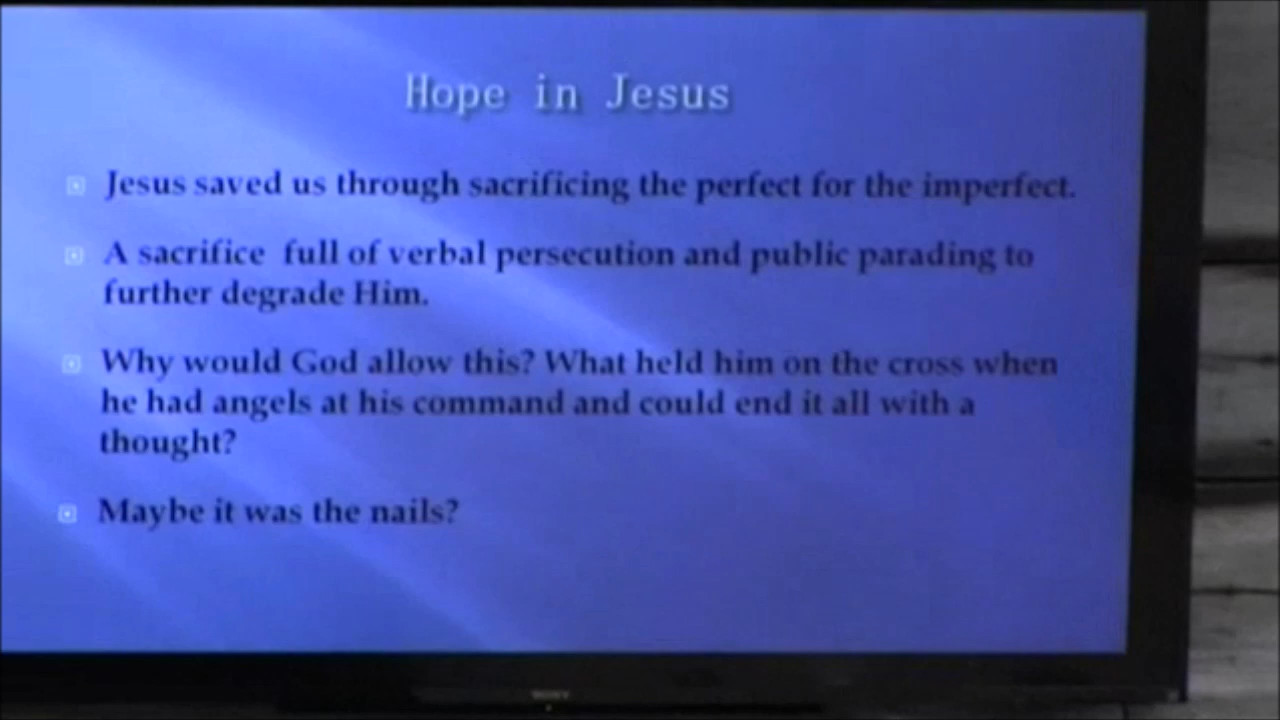 Hope in Jesus
Jesus saved us through sacrificing the perfect for the imperfect.
A sacrifice full of verbal persecution and public parading to
further degrade Him.
Why would God allow this? What held him on the cross when
he had angels at his command and could end it all with a
thought?
Maybe it was the nails?
SONY